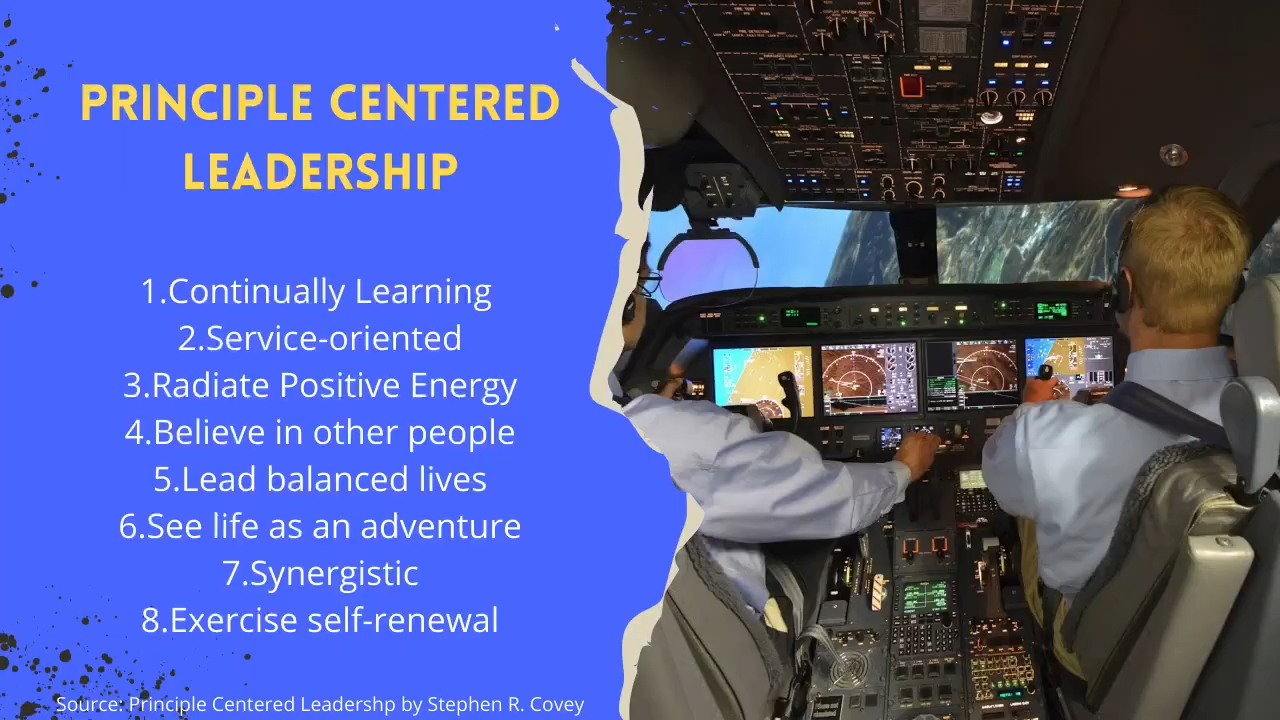 PRINCIPLE CENTERED
LEADERSHIP
1.Continually Learning
2.Service-oriented
3.Radiate Positive Energy
4.Believe in other people
5.Lead balanced lives
6.See life as an adventure
7.Synergistic
8.Exercise self-renewal
Source: Principle Centered Leadershp by Stephen R. Covey